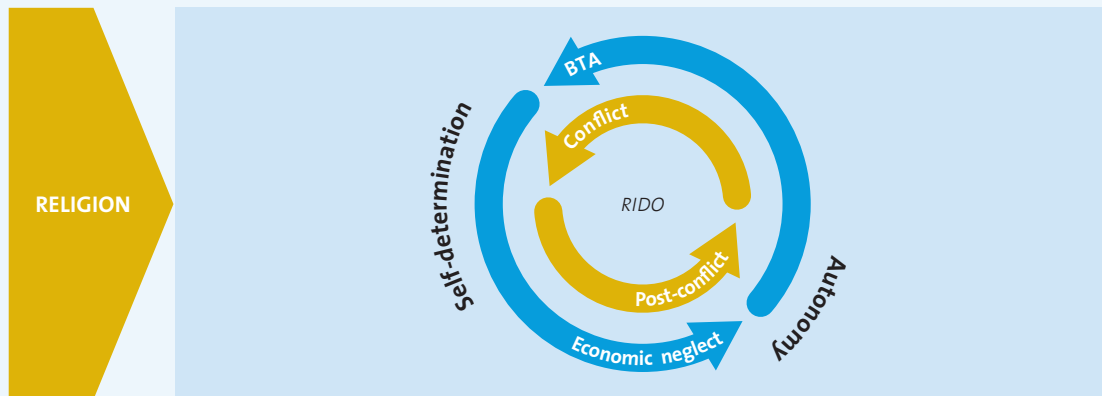 RELIGION
BTA
Conflict
Self-determination
RIDO
Post-conflict
Autonomy
Economic neglect